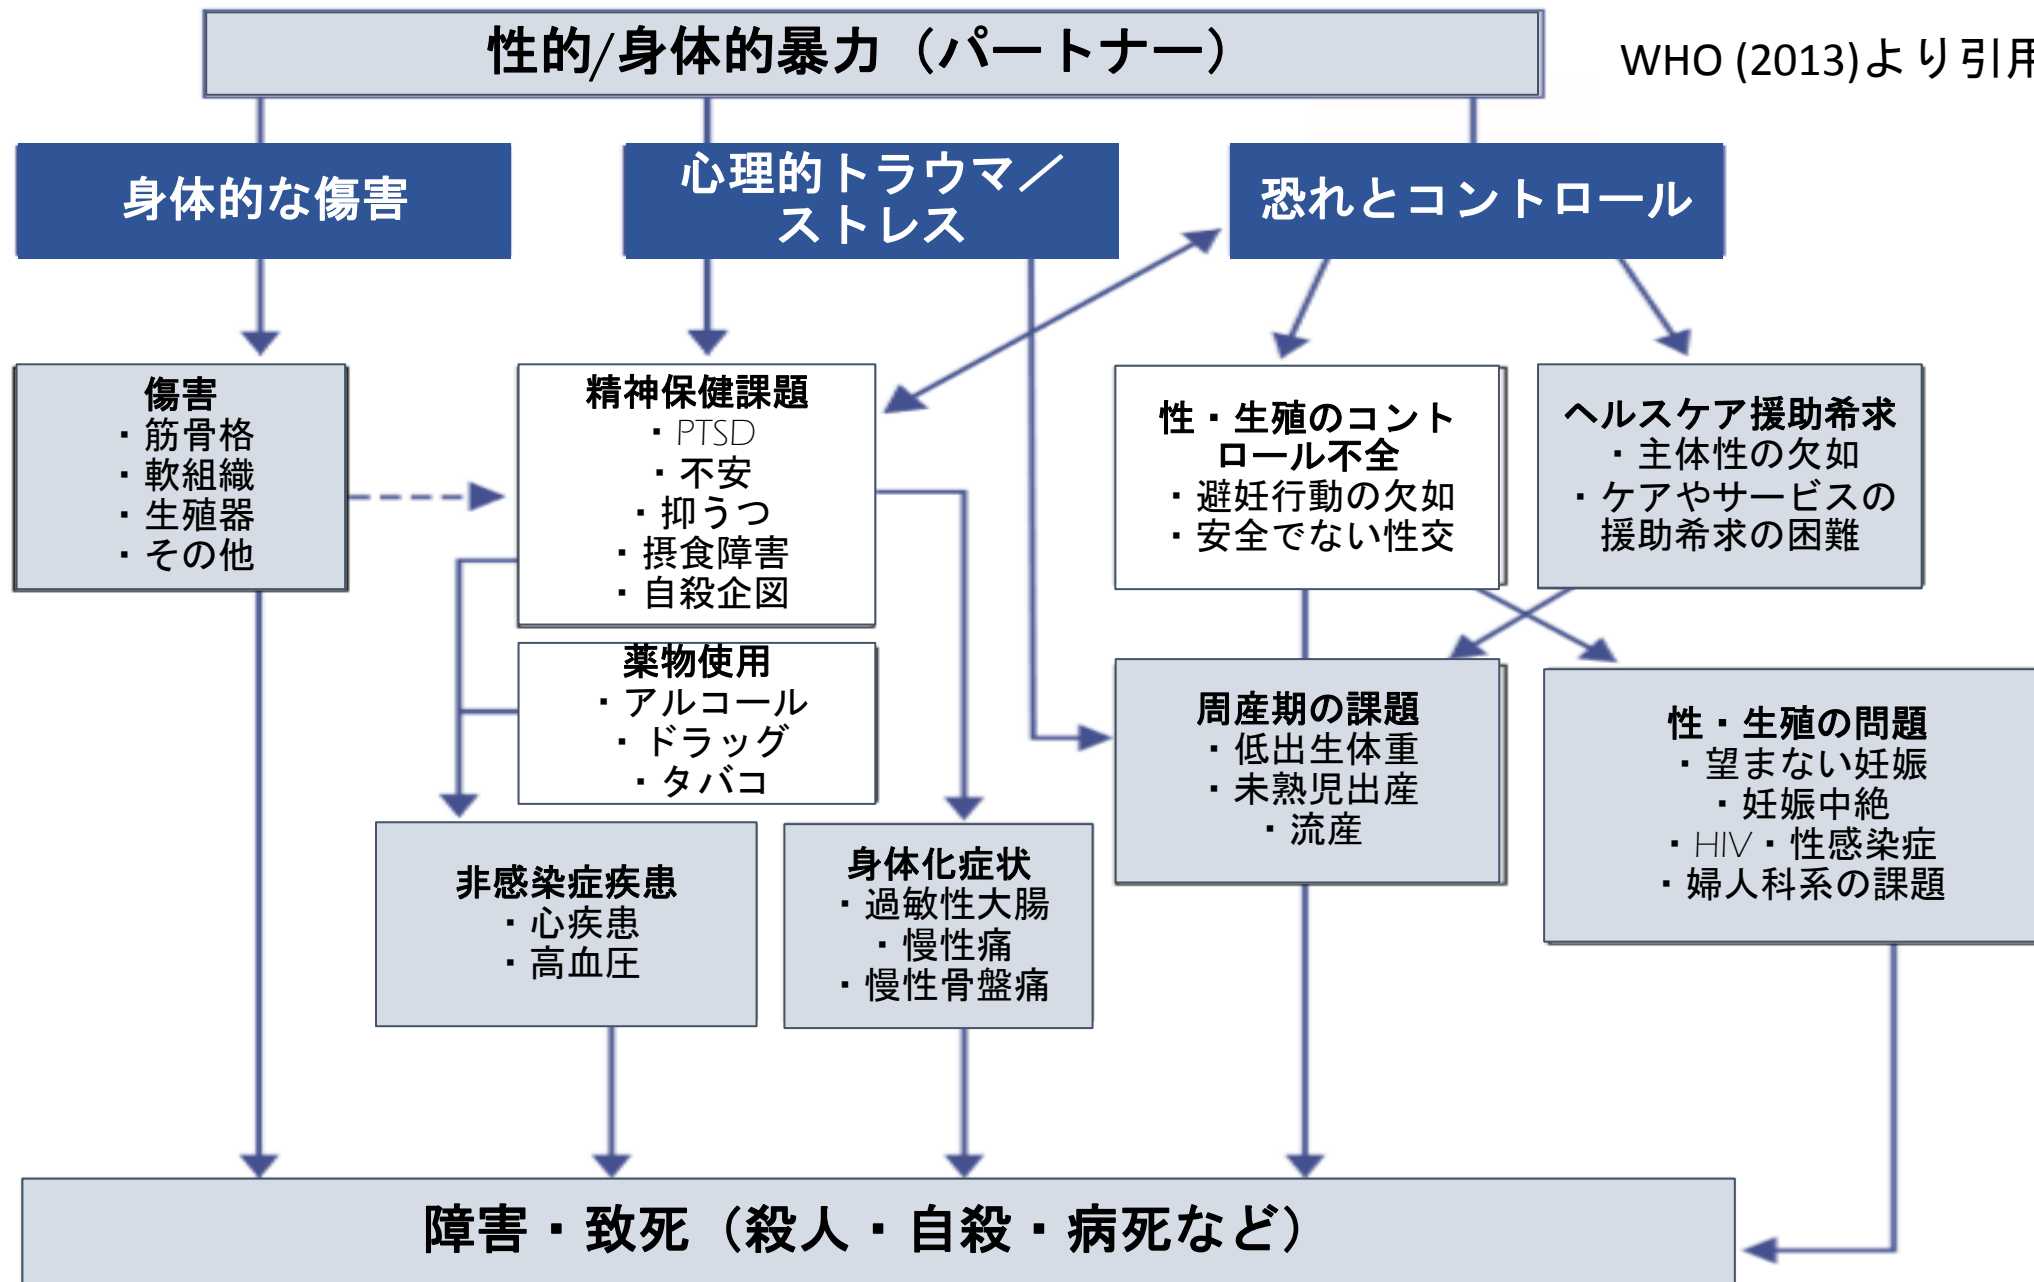 性的/身体的暴力（パートナー）
WHO (2013)より引用
身体的な傷害
心理的トラウマ／
ストレス
恐れとコントロール
傷害
・筋骨格
・軟組織
・生殖器
・その他
精神保健課題
・PTSD
・不安
・抑うつ
・摂食障害
・自殺企図
性・生殖のコント
ロール不全
・避妊行動の欠如
・安全でない性交
ヘルスケア援助希求
・主体性の欠如
・ケアやサービスの
援助希求の困難
薬物使用
・アルコール
・ドラッグ
・タバコ
周産期の課題
・低出生体重
・未熟児出産
・流産
性・生殖の問題
・望まない妊娠
・妊娠中絶
・HIV・性感染症
・婦人科系の課題
非感染症疾患
・心疾患
・高血圧
身体化症状
・過敏性大腸
・慢性痛
・慢性骨盤痛
障害・致死（殺人・自殺・病死など）